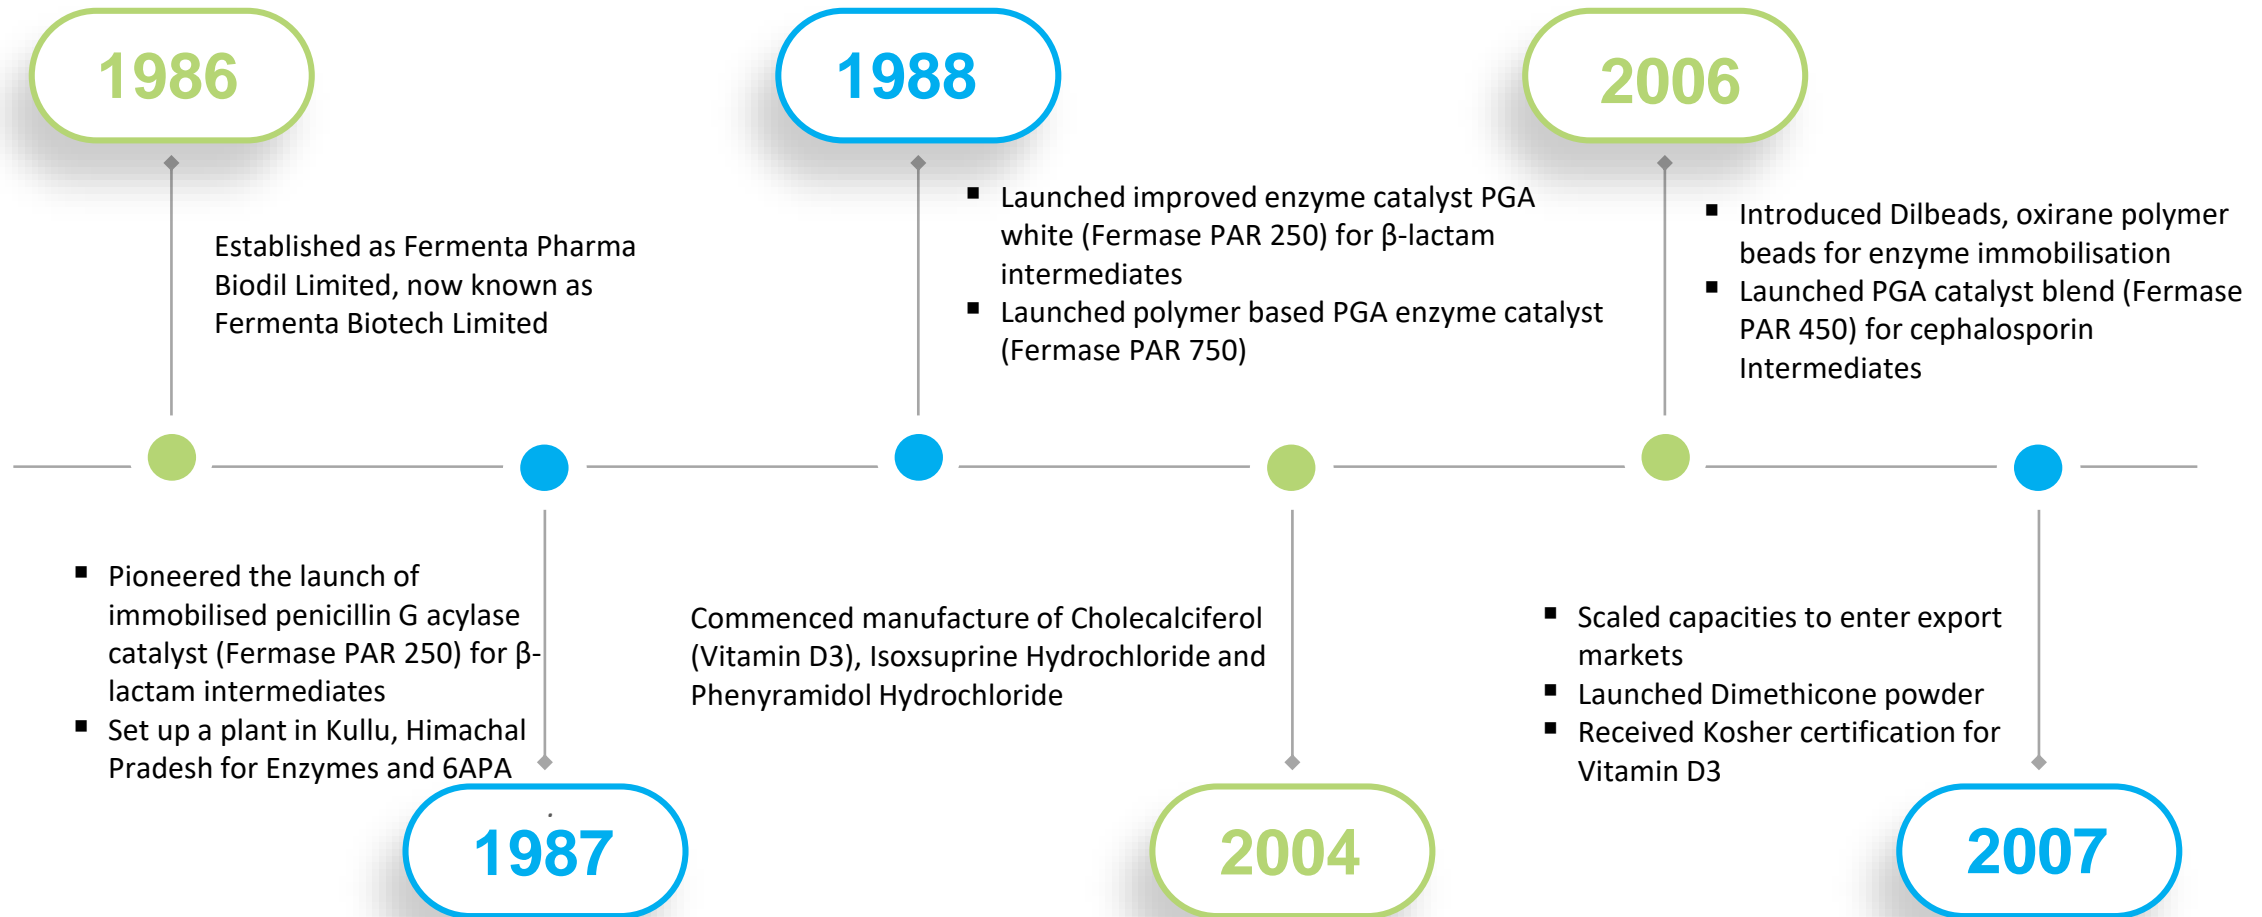 1986
Established as Fermenta Pharma
Biodil Limited, now known as
Fermenta Biotech Limited
1988
▪ Launched improved enzyme catalyst PGA
white (Fermase PAR 250) for β-lactam
intermediates
▪ Launched polymer based PGA enzyme catalyst
(Fermase PAR 750)
2006
▪ Introduced Dilbeads, oxirane polymer
beads for enzyme immobilisation
▪ Launched PGA catalyst blend (Fermase
PAR 450) for cephalosporin
Intermediates
▪ Pioneered the launch of
immobilised penicillin G acylase
catalyst (Fermase PAR 250) for β-
lactam intermediates
▪ Set up a plant in Kullu, Himachal
Pradesh for Enzymes and 6APA
.
1987
Commenced manufacture of Cholecalciferol
(Vitamin D3), Isoxsuprine Hydrochloride and
Phenyramidol Hydrochloride
2004
▪ Scaled capacities to enter export
markets
▪ Launched Dimethicone powder
▪ Received Kosher certification for
Vitamin D3
2007